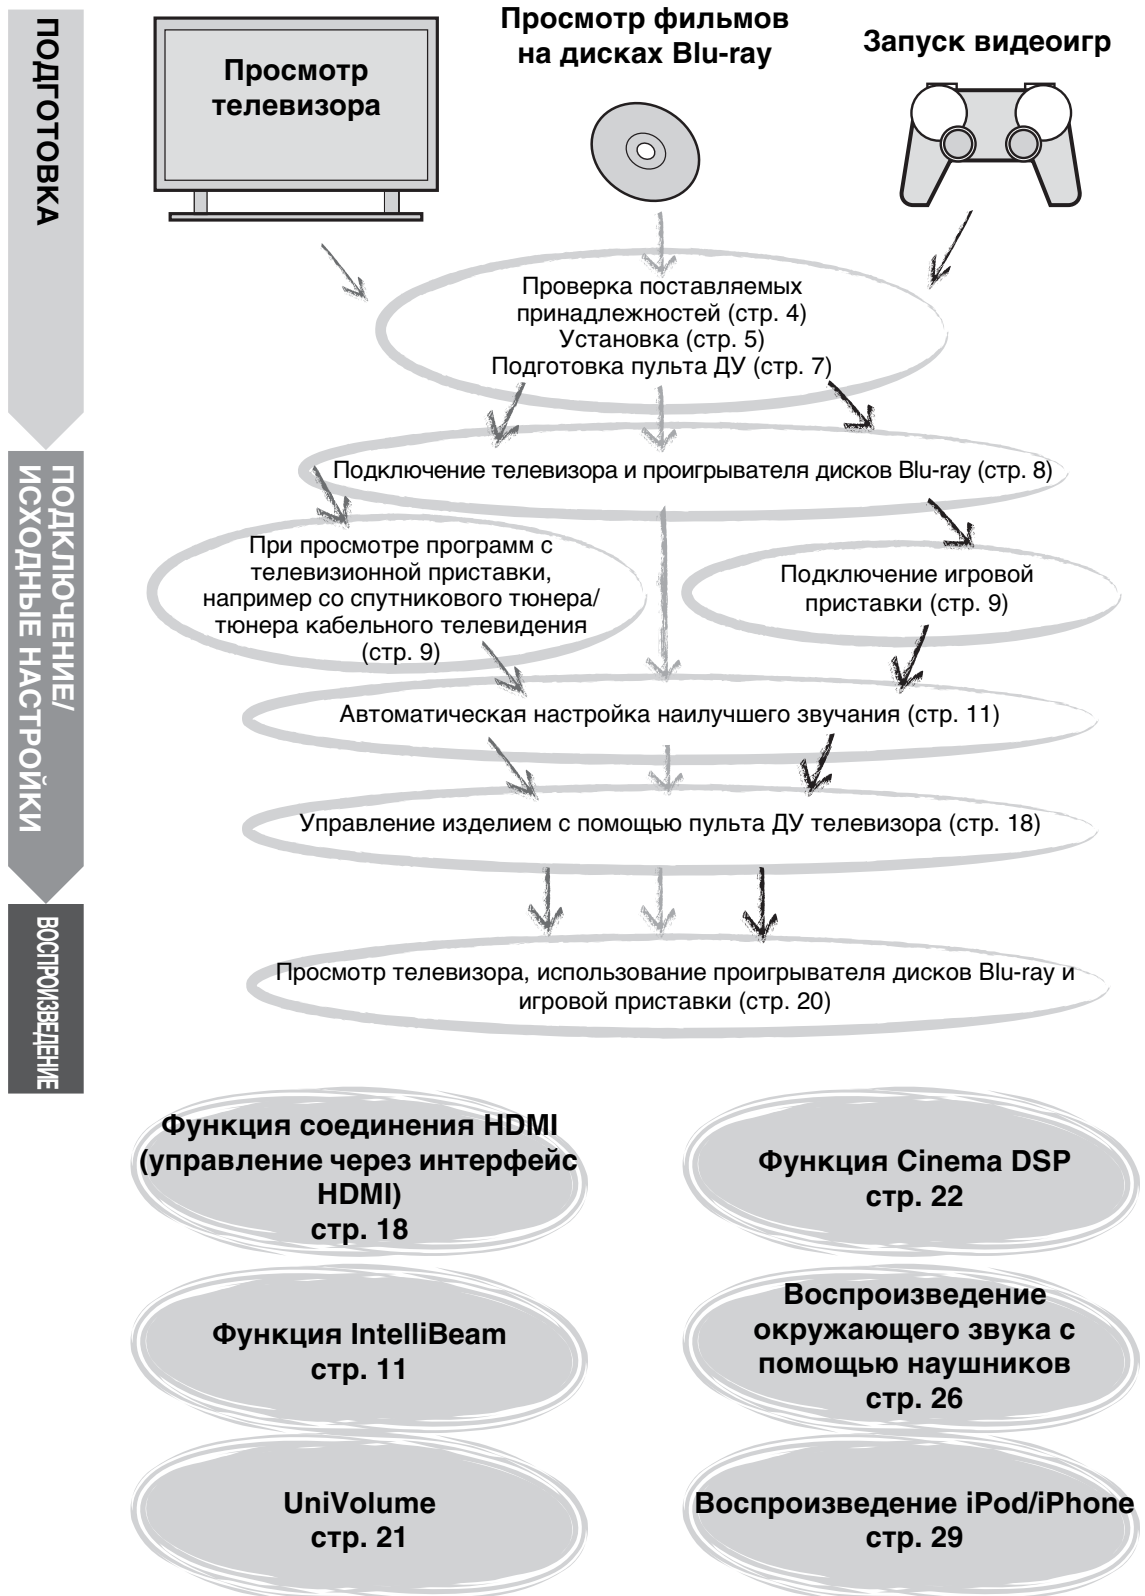 ПОДГОТОВКА
Просмотр
телевизора
Просмотр фильмов
на дисках Blu-ray
Запуск видеоигр
Проверка поставляемых
принадлежностей (стр. 4)
Установка (стр. 5)
Подготовка пульта ДУ (стр. 7)
ПОДКЛЮЧЕНИЕ/
ИСХОДНЫЕ НАСТРОЙКИ
Подключение телевизора и проигрывателя дисков Blu-ray (стр. 8)
При просмотре программ с
телевизионной приставки,
например со спутникового тюнера/
тюнера кабельного телевидения
(стр. 9)
Подключение игровой
приставки (стр. 9)
Автоматическая настройка наилучшего звучания (стр. 11)
Управление изделием с помощью пульта ДУ телевизора (стр. 18)
ВОСПРОИЗВЕДЕНИЕ
Просмотр телевизора, использование проигрывателя дисков Blu-ray и
игровой приставки (стр. 20)
Функция соединения HDMI
(управление через интерфейс
HDMI)
стр. 18
Функция Cinema DSP
стр. 22
Функция IntelliBeam
стр. 11
Воспроизведение
окружающего звука с
помощью наушников
стр. 26
UniVolume
стр. 21
Воспроизведение iPod/iPhone
стр. 29